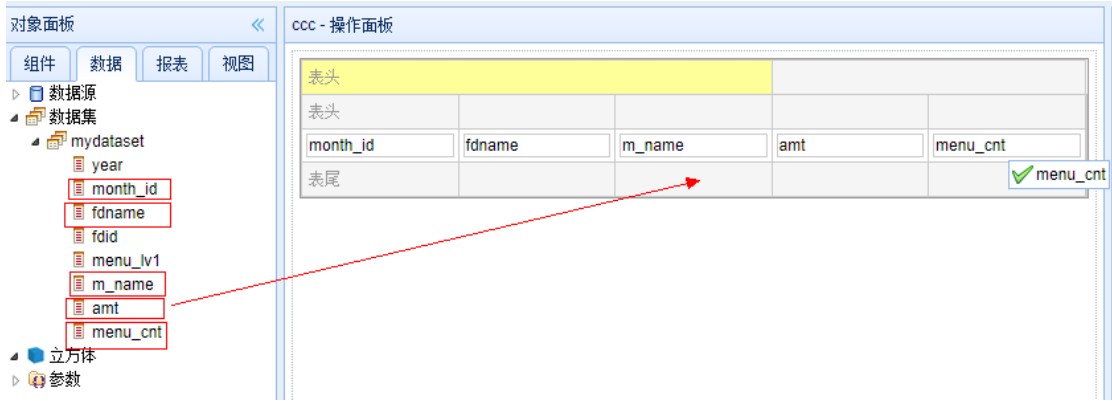 对象面板
组件 数据 报表 视图
数据源
数据集
mydataset
year
month_id
fdname
fdid
menu_lv1
m_name
amt
menu_cnt
立方体
参数
ccc - 操作面板
表头
表头
month_id fdname m_name amt menu_cnt
表尾
menu_cnt